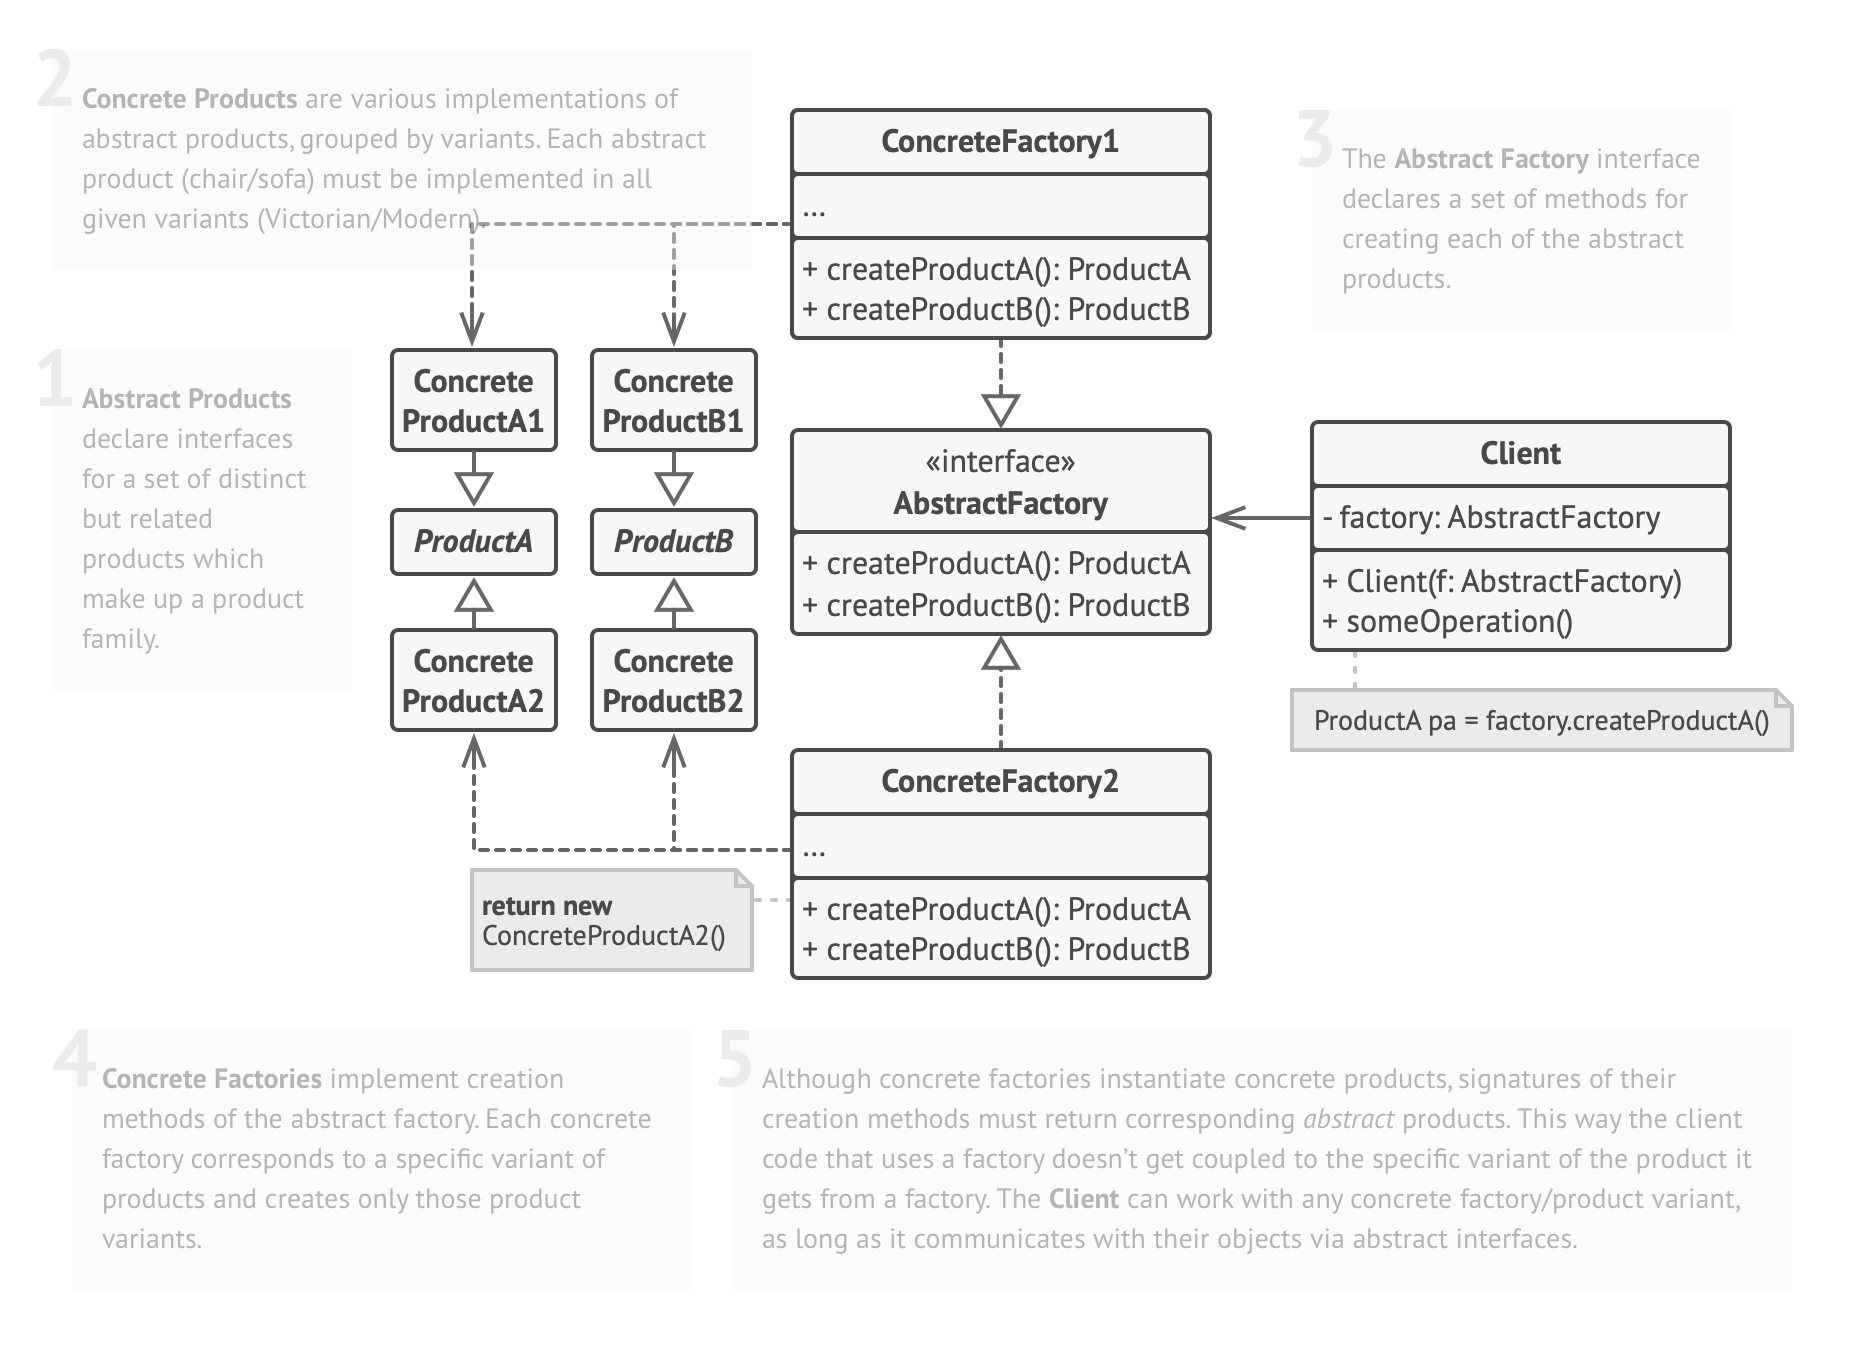 2
Concrete Products are various implementations of
abstract products, grouped by variants. Each abstract
product (chair/sofa) must be implemented in all
given variants (Victorian/Modern).
ConcreteFactory1
...
+ createProductA(): ProductA
+ createProductB(): ProductB
3
The Abstract Factory interface
declares a set of methods for
creating each of the abstract
products.
1
Abstract Products
declare interfaces
for a set of distinct
but related
products which
make up a product
family.
Concrete
ProductA1
Concrete
ProductB1
ProductA
ProductB
Concrete
ProductA2
Concrete
ProductB2
«interface»
AbstractFactory
+ createProductA(): ProductA
+ createProductB(): ProductB
Client
- factory: AbstractFactory
+ Client(f: AbstractFactory)
+ someOperation()
ProductA pa = factory.createProductA()
ConcreteFactory2
...
+ createProductA(): ProductA
+ createProductB(): ProductB
return new
ConcreteProductA2()
4
Concrete Factories implement creation
methods of the abstract factory. Each concrete
factory corresponds to a specific variant of
products and creates only those product
variants.
5
Although concrete factories instantiate concrete products, signatures of their
creation methods must return corresponding abstract products. This way the client
code that uses a factory doesn’t get coupled to the specific variant of the product it
gets from a factory. The Client can work with any concrete factory/product variant,
as long as it communicates with their objects via abstract interfaces.